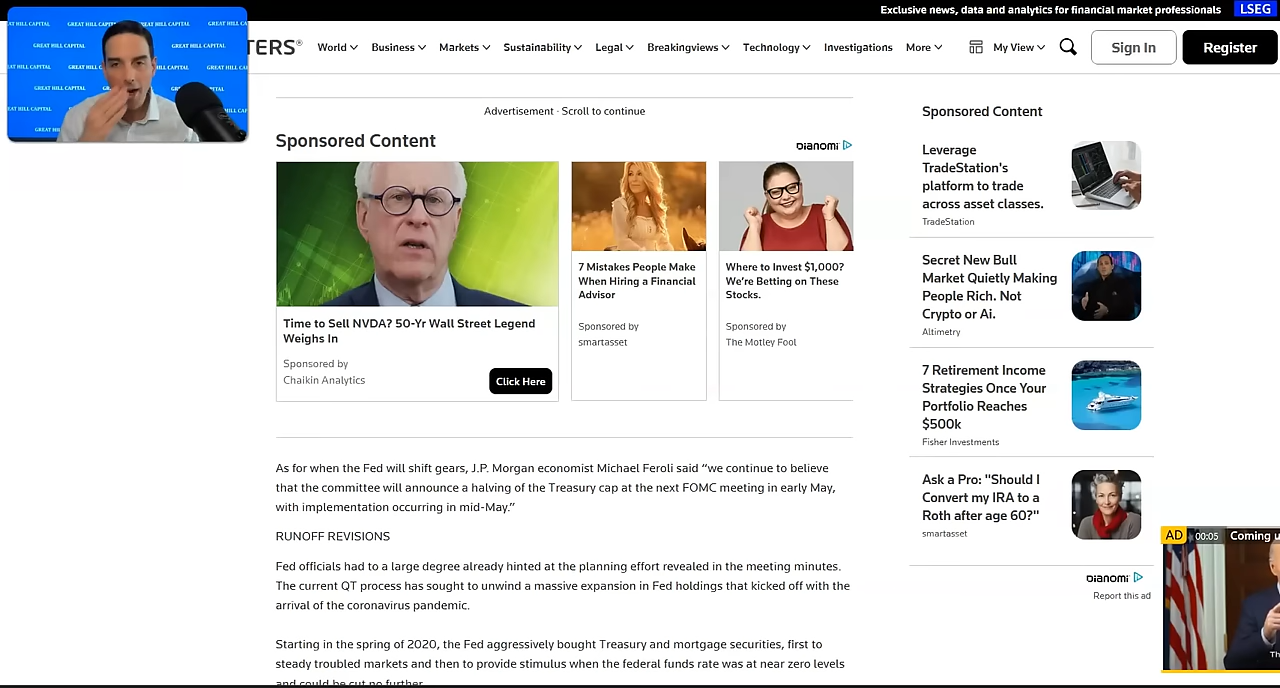 Exclusive news, data and analytics for financial market professionals LSEG
GREAT HILL CAPITAL
TERS®
World Business Markets Sustainability Legal Breakingviews Technology Investigations More My View Sign In Register
Advertisement · Scroll to continue
Sponsored Content
DIANOMI
Time to Sell NVDA? 50-Yr Wall Street Legend
Weighs In
Sponsored by
Chaikin Analytics
Click Here
7 Mistakes People Make
When Hiring a Financial
Advisor
Sponsored by
smartasset
Where to Invest $1,000?
We’re Betting on These
Stocks.
Sponsored by
The Motley Fool
As for when the Fed will shift gears, J.P. Morgan economist Michael Feroli said “we continue to believe
that the committee will announce a halving of the Treasury cap at the next FOMC meeting in early May,
with implementation occurring in mid-May.”
RUNOFF REVISIONS
Fed officials had to a large degree already hinted at the planning effort revealed in the meeting minutes.
The current QT process has sought to unwind a massive expansion in Fed holdings that kicked off with the
arrival of the coronavirus pandemic.
Starting in the spring of 2020, the Fed aggressively bought Treasury and mortgage securities, first to
steady troubled markets and then to provide stimulus when the federal funds rate was at near zero levels
and could be cut no further.
Sponsored Content
Leverage
TradeStation's
platform to trade
across asset classes.
TradeStation
Secret New Bull
Market Quietly Making
People Rich. Not
Crypto or Ai.
Altimetry
7 Retirement Income
Strategies Once Your
Portfolio Reaches
$500k
Fisher Investments
Ask a Pro: "Should I
Convert my IRA to a
Roth after age 60?"
smartasset
DIANOMI
Report this ad
AD 00:05 Coming u
Th